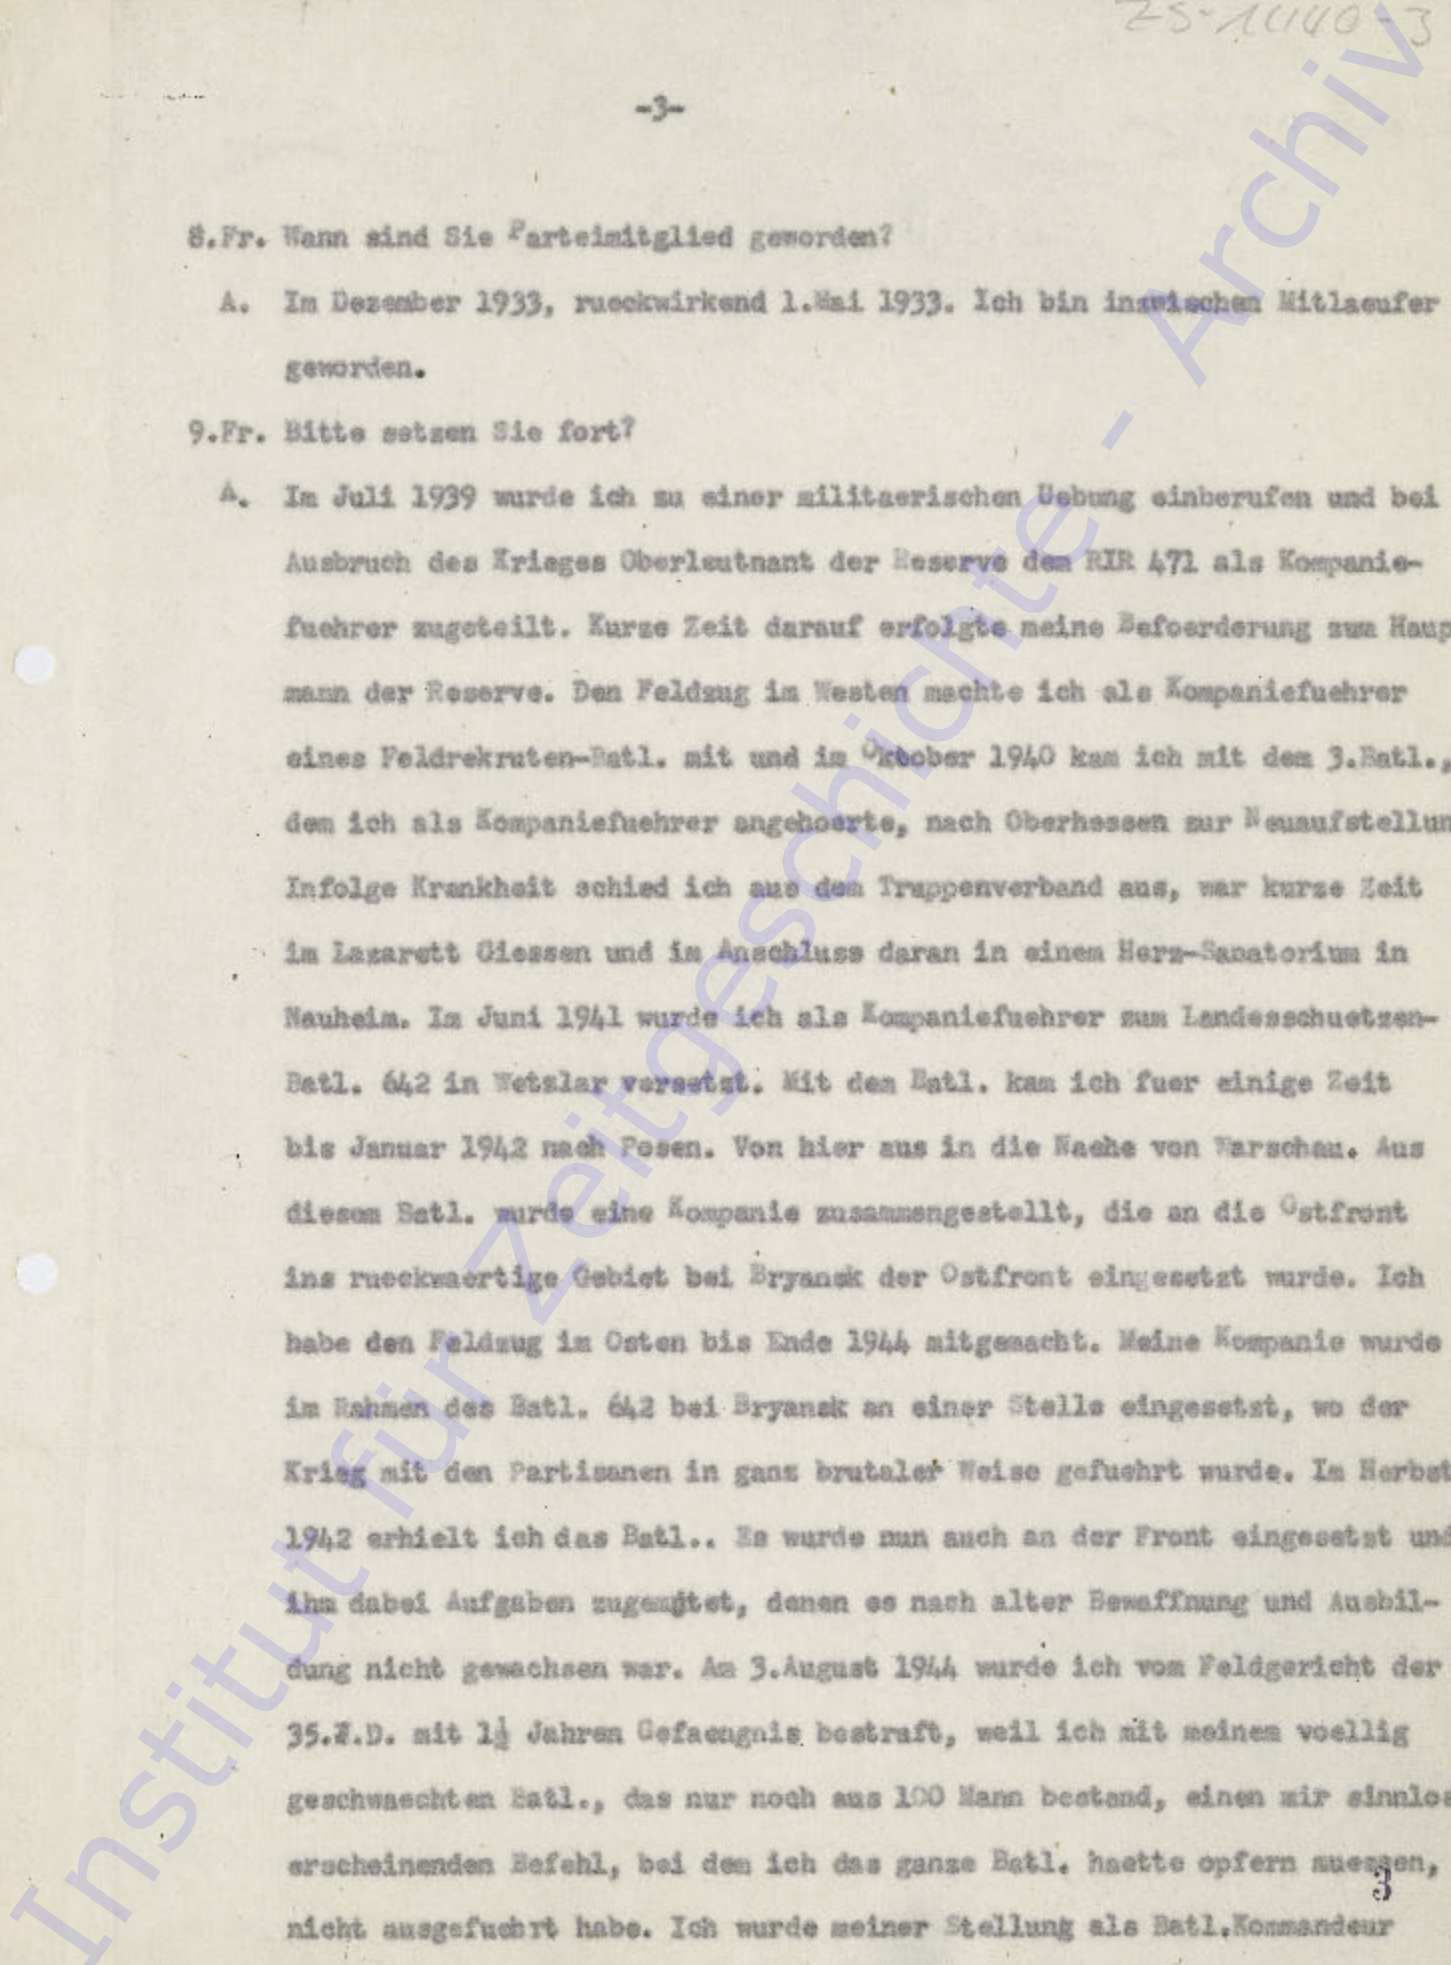 ZS-1440-3
-3-
8.Fr. Wann sind Sie Parteimitglied geworden?
A. Im Dezember 1933, rueckwirkend 1.Mai 1933. Ich bin inzwischen Mitlaeufer
geworden.
9.Fr. Bitte setzen Sie fort?
A. Im Juli 1939 wurde ich zu einer militaerischen Uebung einberufen und bei
Ausbruch des Krieges Oberleutnant der Reserve dem RIR 471 als Kompanie-
fuehrer zugeteilt. Kurze Zeit darauf erfolgte meine Befoerderung zum Haup
mann der Reserve. Den Feldzug im Westen machte ich als Kompaniefuehrer
eines Feldrekruten-Batl. mit und im Oktober 1940 kam ich mit dem 3.Batl.,
dem ich als Kompaniefuehrer angehoerte, nach Oberhessen zur Neuaufstellun
Infolge Krankheit schied ich aus dem Truppenverband aus, war kurze Zeit
im Lazarett Giessen und im Anschluss daran in einem Herz-Sanatorium in
Nauheim. Im Juni 1941 wurde ich als Kompaniefuehrer zum Landesschuetzen-
Batl. 642 in Wetzlar versetzt. Mit dem Batl. kam ich fuer einige Zeit
bis Januar 1942 nach Posen. Von hier aus in die Naehe von Warschau. Aus
diesem Batl. wurde eine Kompanie zusammengestellt, die an die Ostfront
ins rueckwaertige Gebiet bei Bryansk der Ostfront eingesetzt wurde. Ich
habe den Feldzug im Osten bis Ende 1944 mitgemacht. Meine Kompanie wurde
im Rahmen des Batl. 642 bei Bryansk an einer Stelle eingesetzt, wo der
Krieg mit den Partisanen in ganz brutaler Weise gefuehrt wurde. Im Herbst
1942 erhielt ich das Batl.. Es wurde nun auch an der Front eingesetzt und
ihm dabei Aufgaben zugemutet, denen es nach alter Bewaffnung und Ausbil-
dung nicht gewachsen war. Am 3.August 1944 wurde ich vom Feldgericht der
35.I.D. mit 1½ Jahren Gefaengnis bestraft, weil ich mit meinem voellig
geschwaechten Batl., das nur noch aus 100 Mann bestand, einen mir sinnlos
erscheinenden Befehl, bei dem ich das ganze Batl. haette opfern muessen,
nicht ausgefuehrt habe. Ich wurde meiner Stellung als Batl.Kommandeur
3
Institut für Zeitgeschichte - Archiv